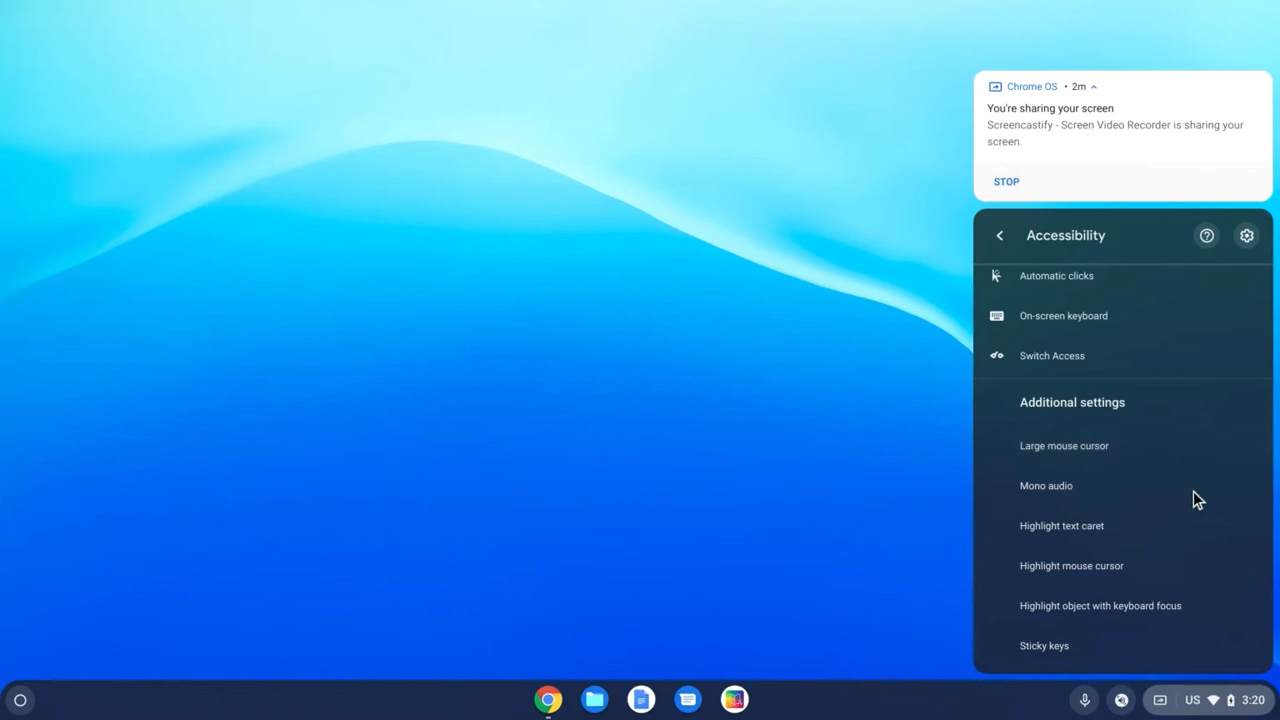 Chrome OS • 2m
You're sharing your screen
Screencastify - Screen Video Recorder is sharing your
screen.
STOP
Accessibility
Automatic clicks
On-screen keyboard
Switch Access
Additional settings
Large mouse cursor
Mono audio
Highlight text caret
Highlight mouse cursor
Highlight object with keyboard focus
Sticky keys
US 3:20